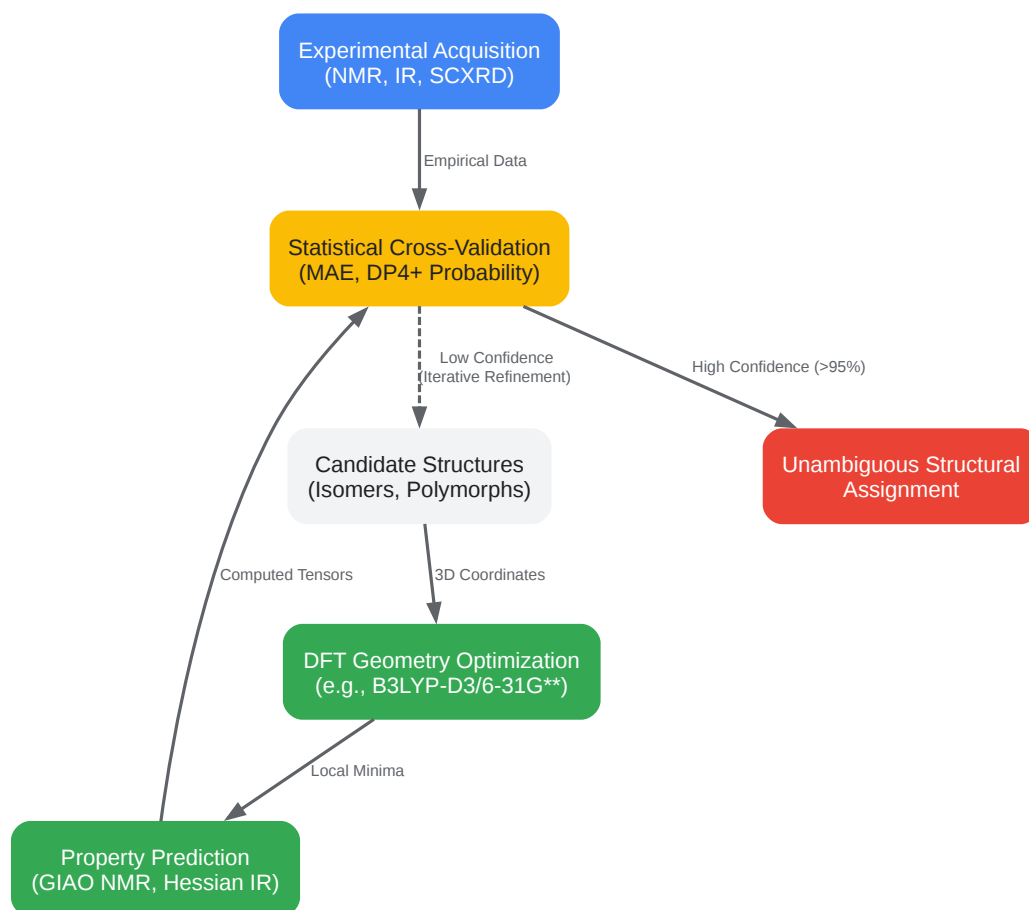 Experimental Acquisition
(NMR, IR, SCXRD)
Empirical Data
Statistical Cross-Validation
(MAE, DP4+ Probability)
Low Confidence
(Iterative Refinement)
High Confidence (>95%)
Candidate Structures
(Isomers, Polymorphs)
Unambiguous Structural
Assignment
Computed Tensors
3D Coordinates
DFT Geometry Optimization
(e.g., B3LYP-D3/6-31G**)
Local Minima
Property Prediction
(GIAO NMR, Hessian IR)